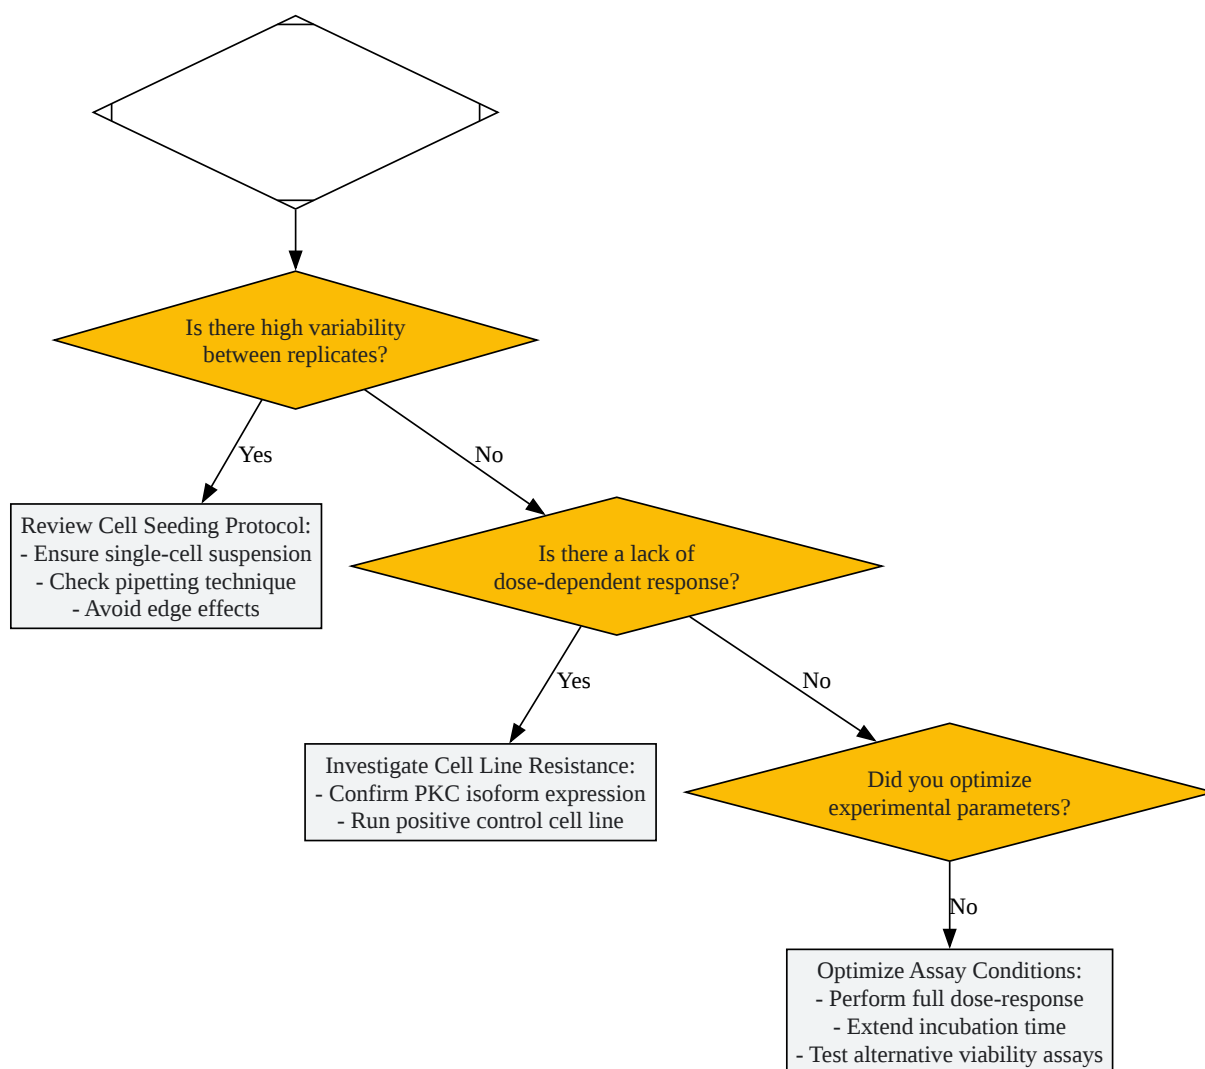 Is there high variability
between replicates?
Yes
No
Review Cell Seeding Protocol:
- Ensure single-cell suspension
- Check pipetting technique
- Avoid edge effects
Is there a lack of
dose-dependent response?
Yes
No
Investigate Cell Line Resistance:
- Confirm PKC isoform expression
- Run positive control cell line
Did you optimize
experimental parameters?
No
Optimize Assay Conditions:
- Perform full dose-response
- Extend incubation time
- Test alternative viability assays